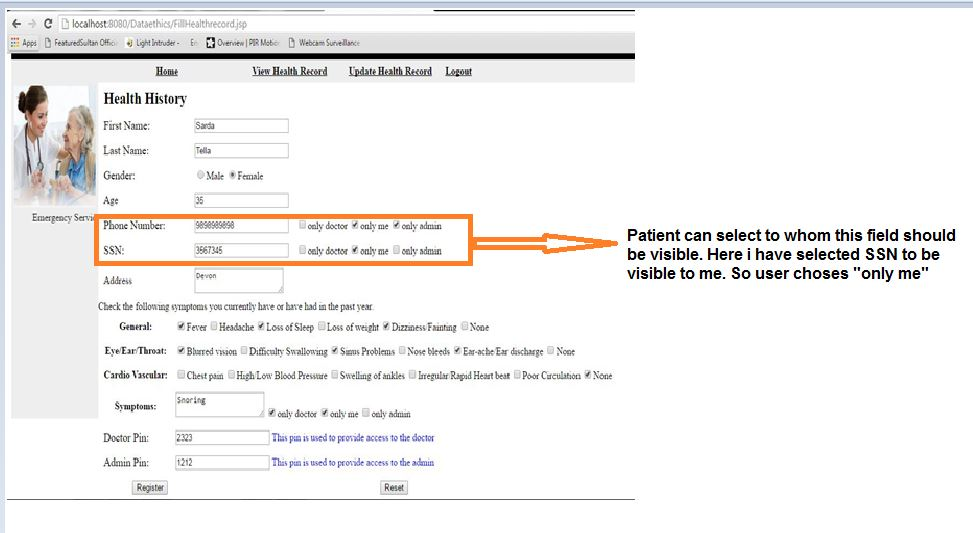 localhost:8080/Dataethics/FillHealthrecord.jsp
Apps FeaturedSultan Offici Light Intruder - En Overview | PIR Motion Webcam Surveillance
Home View Health Record Update Health Record Logout
Health History
First Name: Sarda
Last Name: Tella
Gender: Male Female
Age 35
Emergency Servic
Phone Number: 9898989898 only doctor only me only admin
SSN: 3567345 only doctor only me only admin
Patient can select to whom this field should
be visible. Here i have selected SSN to be
visible to me. So user choses "only me"
Address Devon
Check the following symptoms you currently have or have had in the past year.
General: Fever Headache Loss of Sleep Loss of weight Dizziness/Fainting None
Eye/Ear/Throat: Blurred vision Difficulty Swallowing Sinus Problems Nose bleeds Ear-ache/Ear discharge None
Cardio Vascular: Chest pain High/Low Blood Pressure Swelling of ankles Irregular/Rapid Heart beat Poor Circulation None
Symptoms: Snoring only doctor only me only admin
Doctor Pin: 2323 This pin is used to provide access to the doctor
Admin Pin: 1212 This pin is used to provide access to the admin
Register Reset